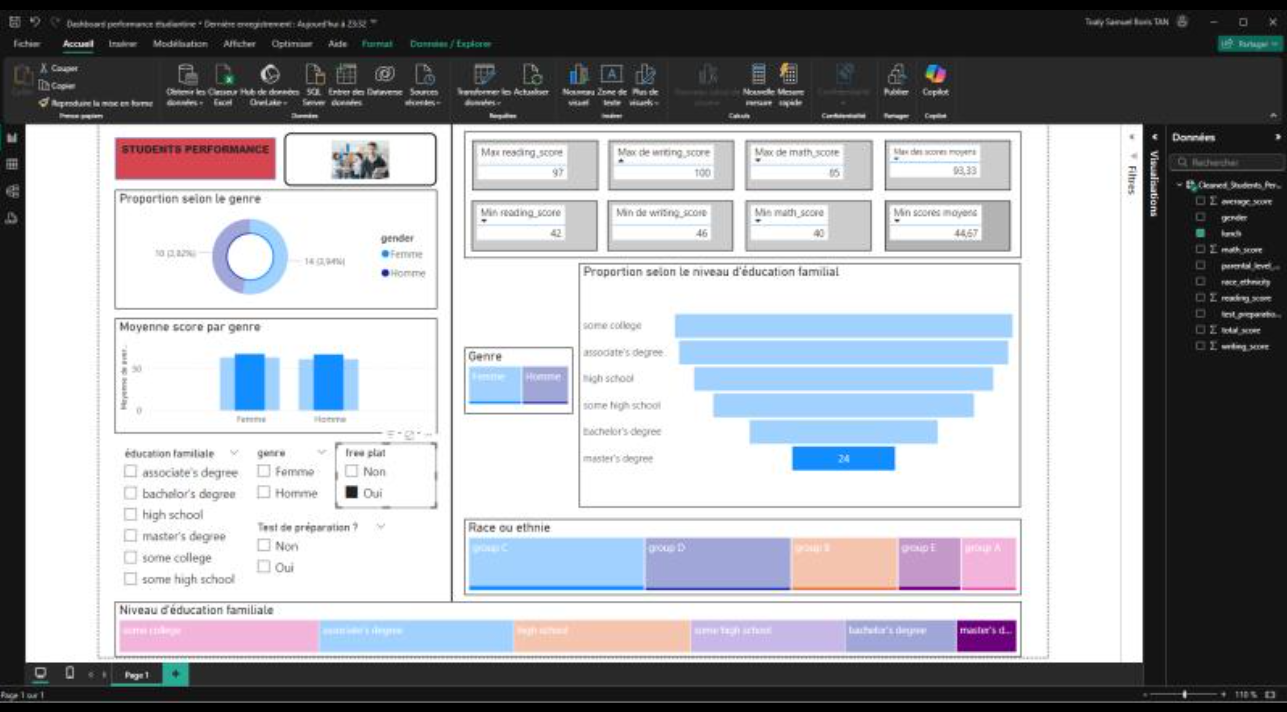 Dashboard performance étudiantine • Dernière enregistrement : Aujourd'hui à 23:32
Toaly Samuel Boris TAN
Fichier Accueil Insérer Modélisation Afficher Optimiser Aide Format Données / Explorer
Partager
Couper
Copier
Reproduire la mise en forme
Presse-papiers
Obtenir les données
Classeur Excel
Hub de données OneLake
SQL Server
Entrer des données
Dataverse
Sources récentes
Données
Transformer les données
Actualiser
Requêtes
Nouveau visuel
Zone de texte
Plus de visuels
Insérer
Nouvelle mesure
Mesure rapide
Calculs
Confidentialité
Publier
Partager
Copilot
Copilot
STUDENTS PERFORMANCE
Proportion selon le genre
10 (3,82%)
14 (3,94%)
gender
Femme
Homme
Moyenne score par genre
50
0
Femme
Homme
éducation familiale
associate's degree
bachelor's degree
high school
master's degree
some college
some high school
genre
Femme
Homme
free plat
Non
Oui
Test de préparation ?
Non
Oui
Max reading_score
97
Max de writing_score
100
Max de math_score
85
Max des scores moyens
93,33
Min reading_score
42
Min de writing_score
46
Min math_score
40
Min scores moyens
44,67
Genre
Femme
Homme
Proportion selon le niveau d'éducation familial
some college
associate's degree
high school
some high school
bachelor's degree
master's degree
24
Race ou ethnie
group C
group D
group B
group E
group A
Niveau d'éducation familiale
some college
associate's degree
high school
some high school
bachelor's degree
master's d...
Filtres
Visualisations
Données
Rechercher
Cleaned_Students_Per...
average_score
gender
lunch
math_score
parental_level_...
race_ethnicity
reading_score
test_preparatio...
total_score
writing_score
Page 1
Page 1 sur 1
110 %